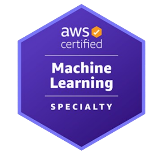 aws
certified
Machine
Learning
SPECIALTY